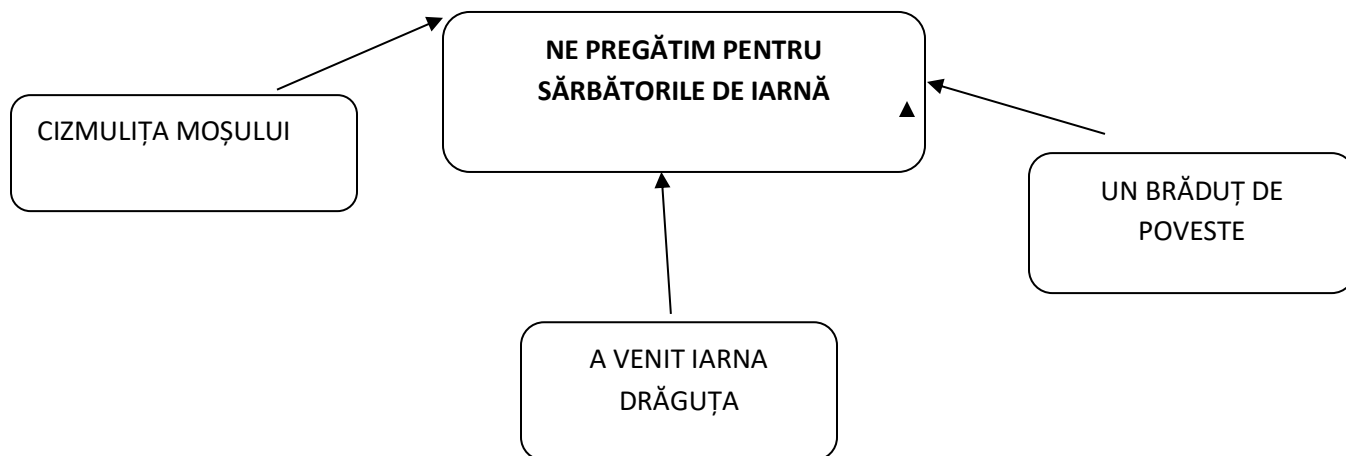 NE PREGĂTIM PENTRU
SĂRBĂTORILE DE IARNĂ
CIZMULIȚA MOȘULUI
UN BRĂDUȚ DE
POVESTE
A VENIT IARNA
DRĂGUȚA